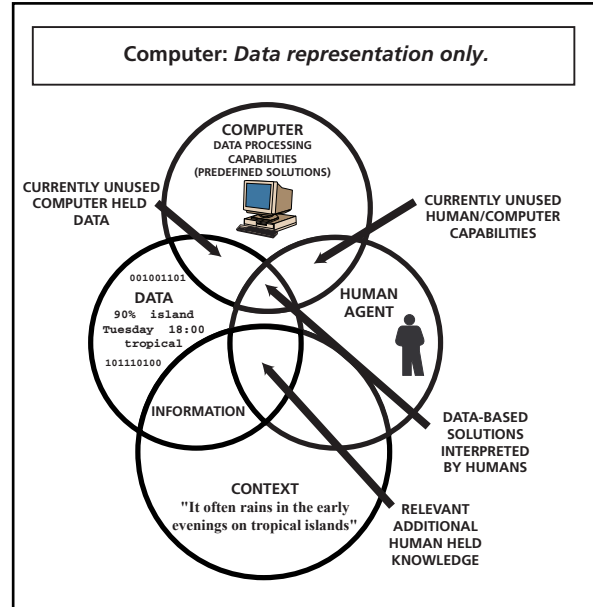 Computer: Data representation only.
COMPUTER
DATA PROCESSING
CAPABILITIES
(PREDEFINED SOLUTIONS)
CURRENTLY UNUSED
COMPUTER HELD
DATA
CURRENTLY UNUSED
HUMAN/COMPUTER
CAPABILITIES
001001101
DATA
90% island
Tuesday 18:00
tropical
101110100
HUMAN
AGENT
INFORMATION
DATA-BASED
SOLUTIONS
INTERPRETED
BY HUMANS
CONTEXT
"It often rains in the early
evenings on tropical islands"
RELEVANT
ADDITIONAL
HUMAN HELD
KNOWLEDGE